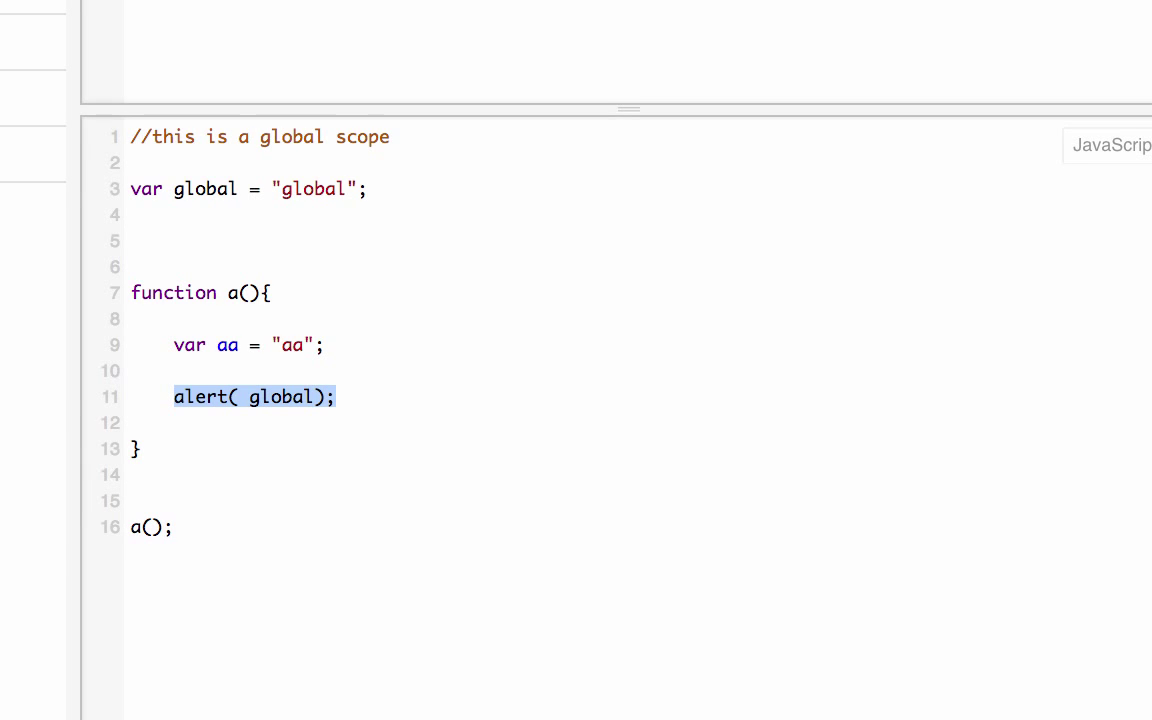 JavaScrip
1 //this is a global scope
2
3 var global = "global";
4
5
6
7 function a(){
8
9 var aa = "aa";
10
11 alert( global);
12
13 }
14
15
16 a();